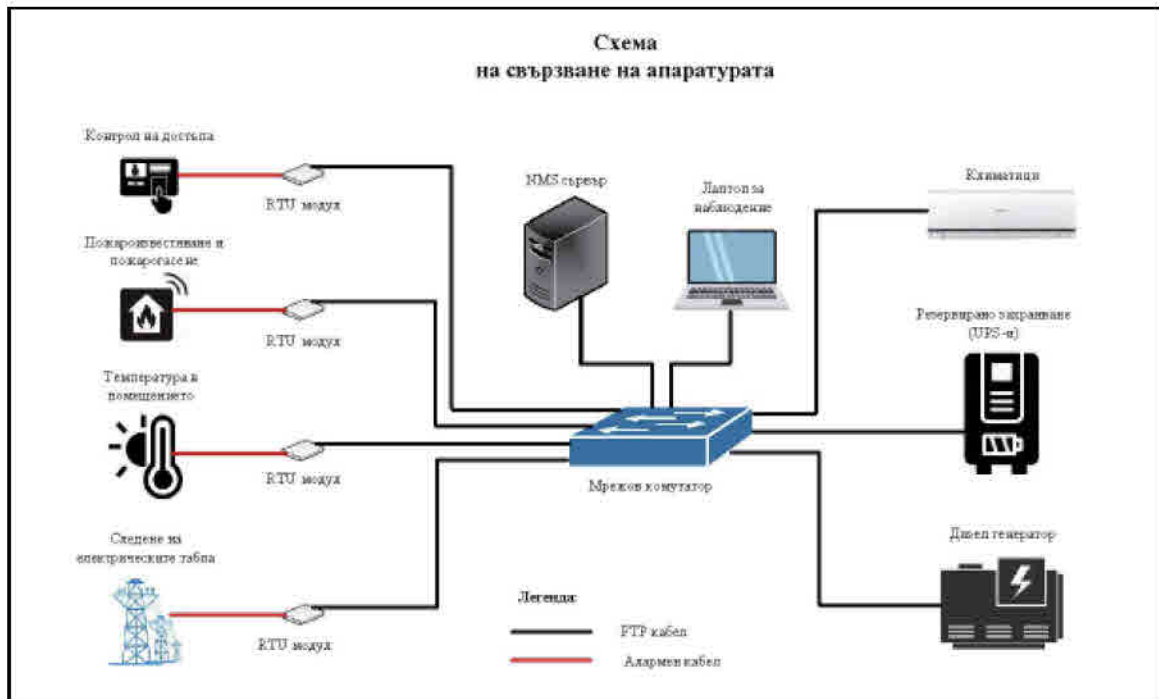 Схема
на свързване на апаратурата
Контрол на достъпа
RTU модул
NMS сървър
Лаптоп за
наблюдение
Климатици
Пожароизвестяване и
пожарогасене
RTU модул
Резервирано захранване
(UPS-и)
Температура в
помещението
RTU модул
Мрежов комутатор
Следене на
електрическите табла
RTU модул
Дизел генератор
Легенда:
FTP кабел
Алармен кабел